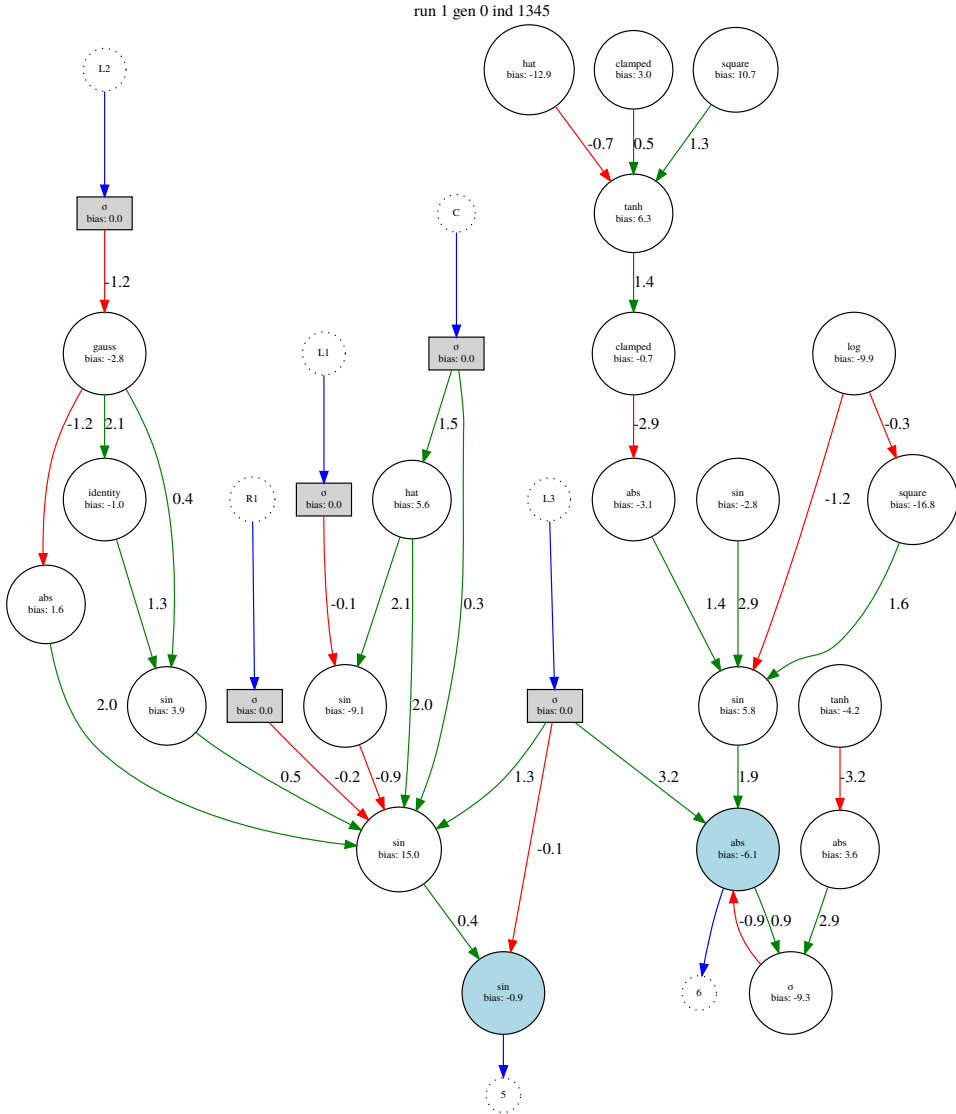 run 1 gen 0 ind 1345
L2
hat
bias: -12.9
clamped
bias: 3.0
square
bias: 10.7
-0.7
0.5
1.3
σ
bias: 0.0
C
tanh
bias: 6.3
-1.2
1.4
gauss
bias: -2.8
L1
σ
bias: 0.0
clamped
bias: -0.7
log
bias: -9.9
-1.2
2.1
1.5
-2.9
-0.3
identity
bias: -1.0
0.4
R1
σ
bias: 0.0
hat
bias: 5.6
L3
abs
bias: -3.1
sin
bias: -2.8
-1.2
square
bias: -16.8
abs
bias: 1.6
1.3
-0.1
2.1
0.3
1.4
2.9
1.6
2.0
sin
bias: 3.9
σ
bias: 0.0
sin
bias: -9.1
2.0
σ
bias: 0.0
sin
bias: 5.8
tanh
bias: -4.2
0.5
-0.2
-0.9
1.3
3.2
1.9
-3.2
sin
bias: 15.0
-0.1
abs
bias: -6.1
abs
bias: 3.6
0.4
-0.9
0.9
2.9
sin
bias: -0.9
6
σ
bias: -9.3
5